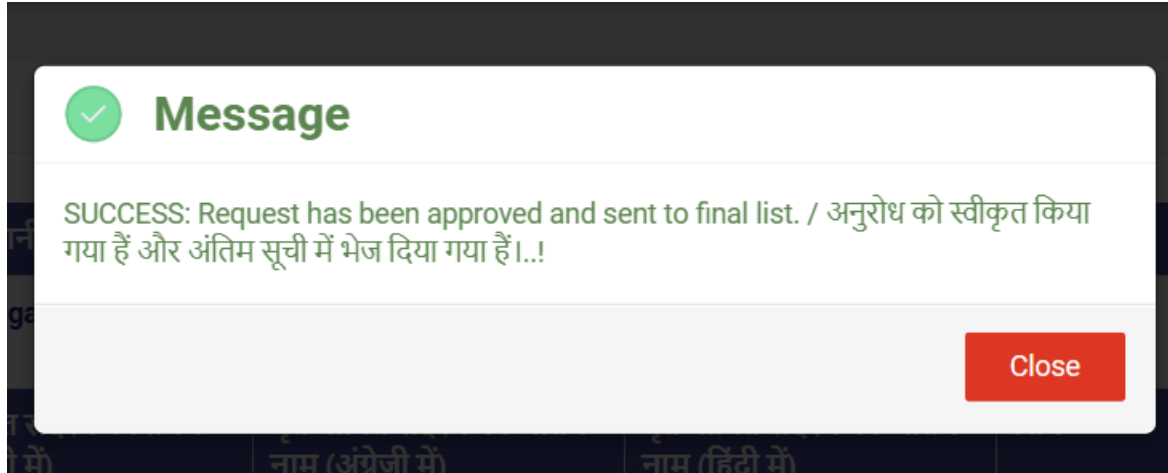 Message
SUCCESS: Request has been approved and sent to final list. / अनुरोध को स्वीकृत किया
गया हैं और अंतिम सूची में भेज दिया गया हैं।..!
Close
में)
नाम (अंग्रेजी में)
नाम (हिंदी में)